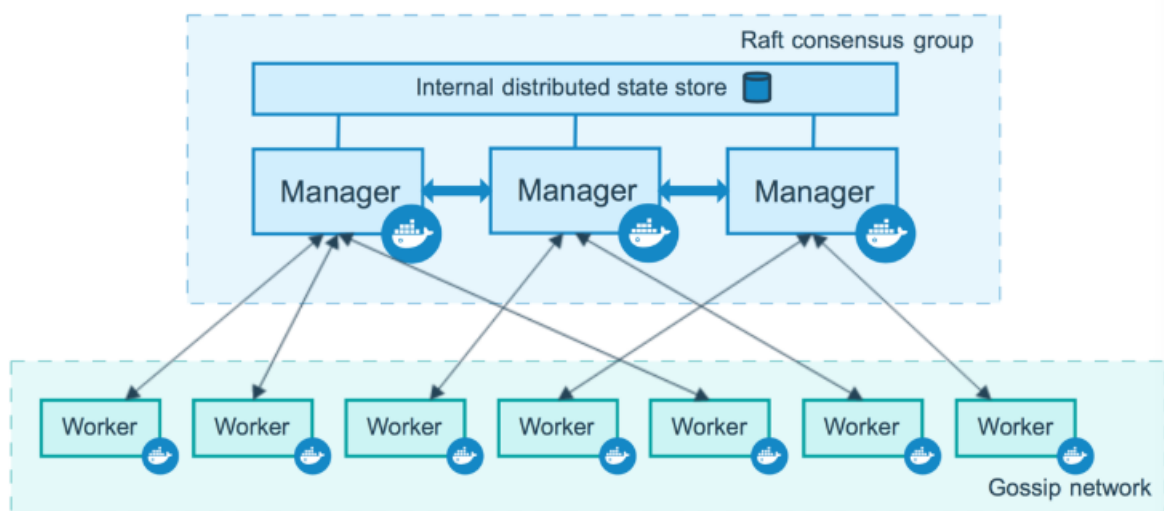 Raft consensus group
Internal distributed state store
Manager
Manager
Manager
Worker
Worker
Worker
Worker
Worker
Worker
Worker
Gossip network